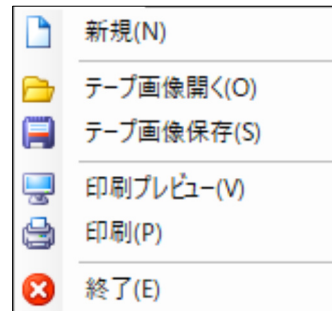 新規(N)
テープ画像開く(O)
テープ画像保存(S)
印刷プレビュー(V)
印刷(P)
終了(E)